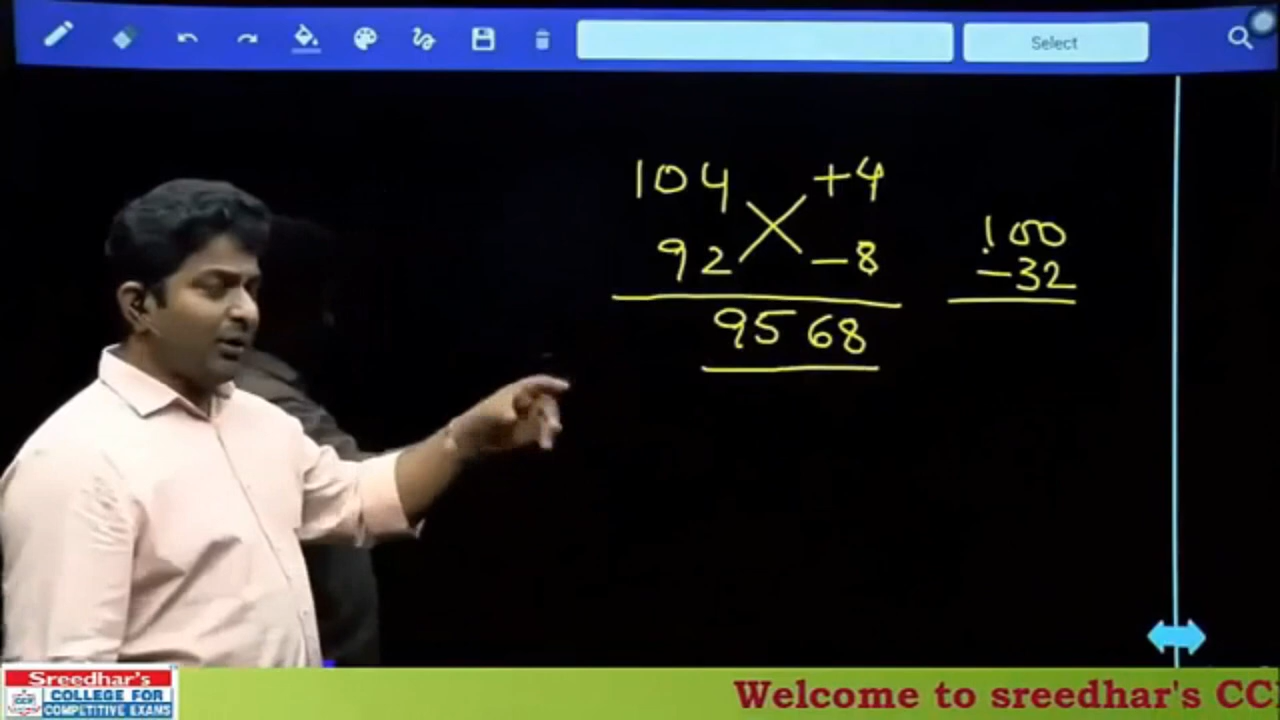 Select
104 +4
92 -8
9568
100
-32
Sreedhar's
COLLEGE FOR
COMPETITIVE EXAMS
Welcome to sreedhar's CC